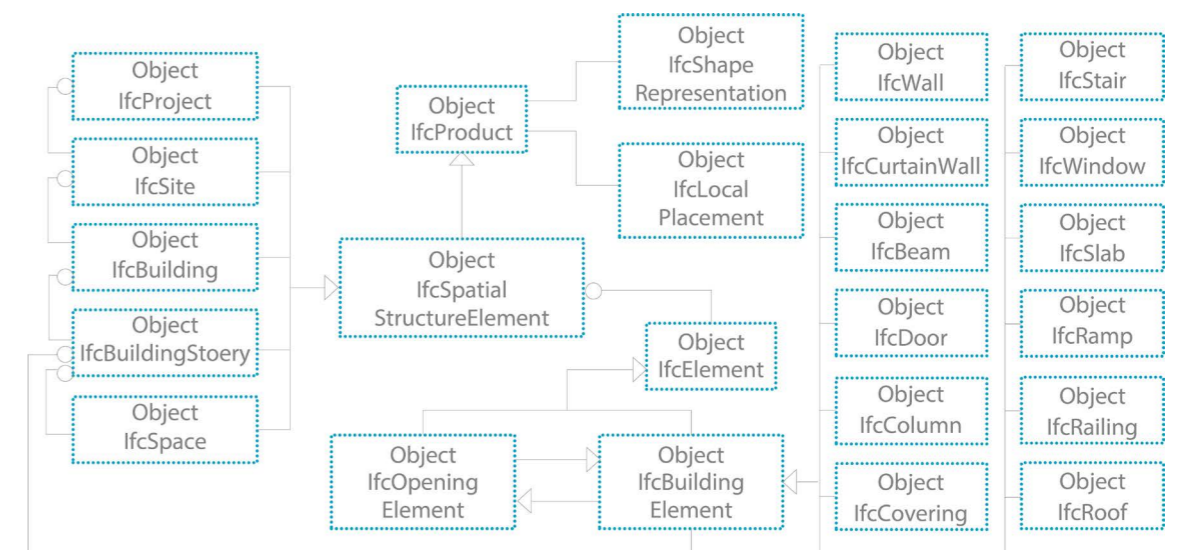 Object
IfcProject
Object
IfcSite
Object
IfcBuilding
Object
IfcBuildingStoery
Object
IfcSpace
Object
IfcProduct
Object
IfcShape
Representation
Object
IfcLocal
Placement
Object
IfcSpatial
StructureElement
Object
IfcElement
Object
IfcOpening
Element
Object
IfcBuilding
Element
Object
IfcWall
Object
IfcCurtainWall
Object
IfcBeam
Object
IfcDoor
Object
IfcColumn
Object
IfcCovering
Object
IfcStair
Object
IfcWindow
Object
IfcSlab
Object
IfcRamp
Object
IfcRailing
Object
IfcRoof